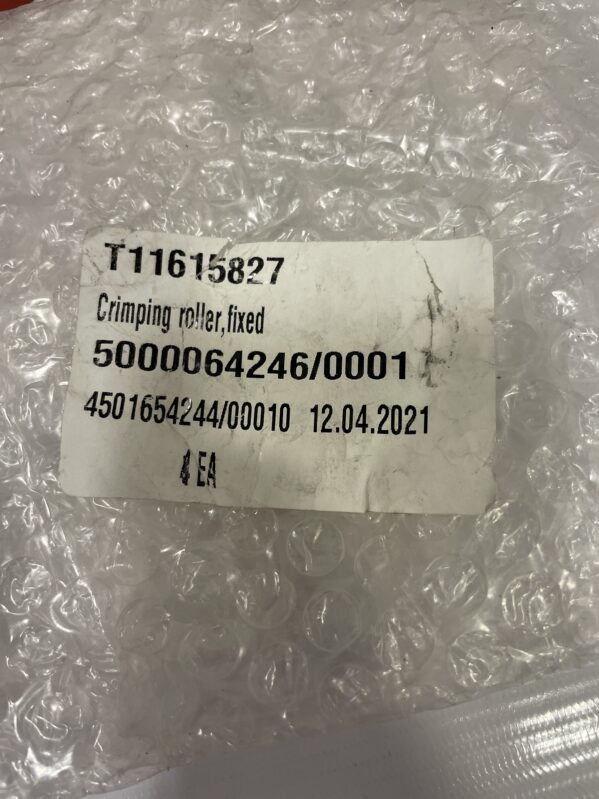 T11615827
Crimping roller,fixed
5000064246/0001
4501654244/00010 12.04.2021
4 EA